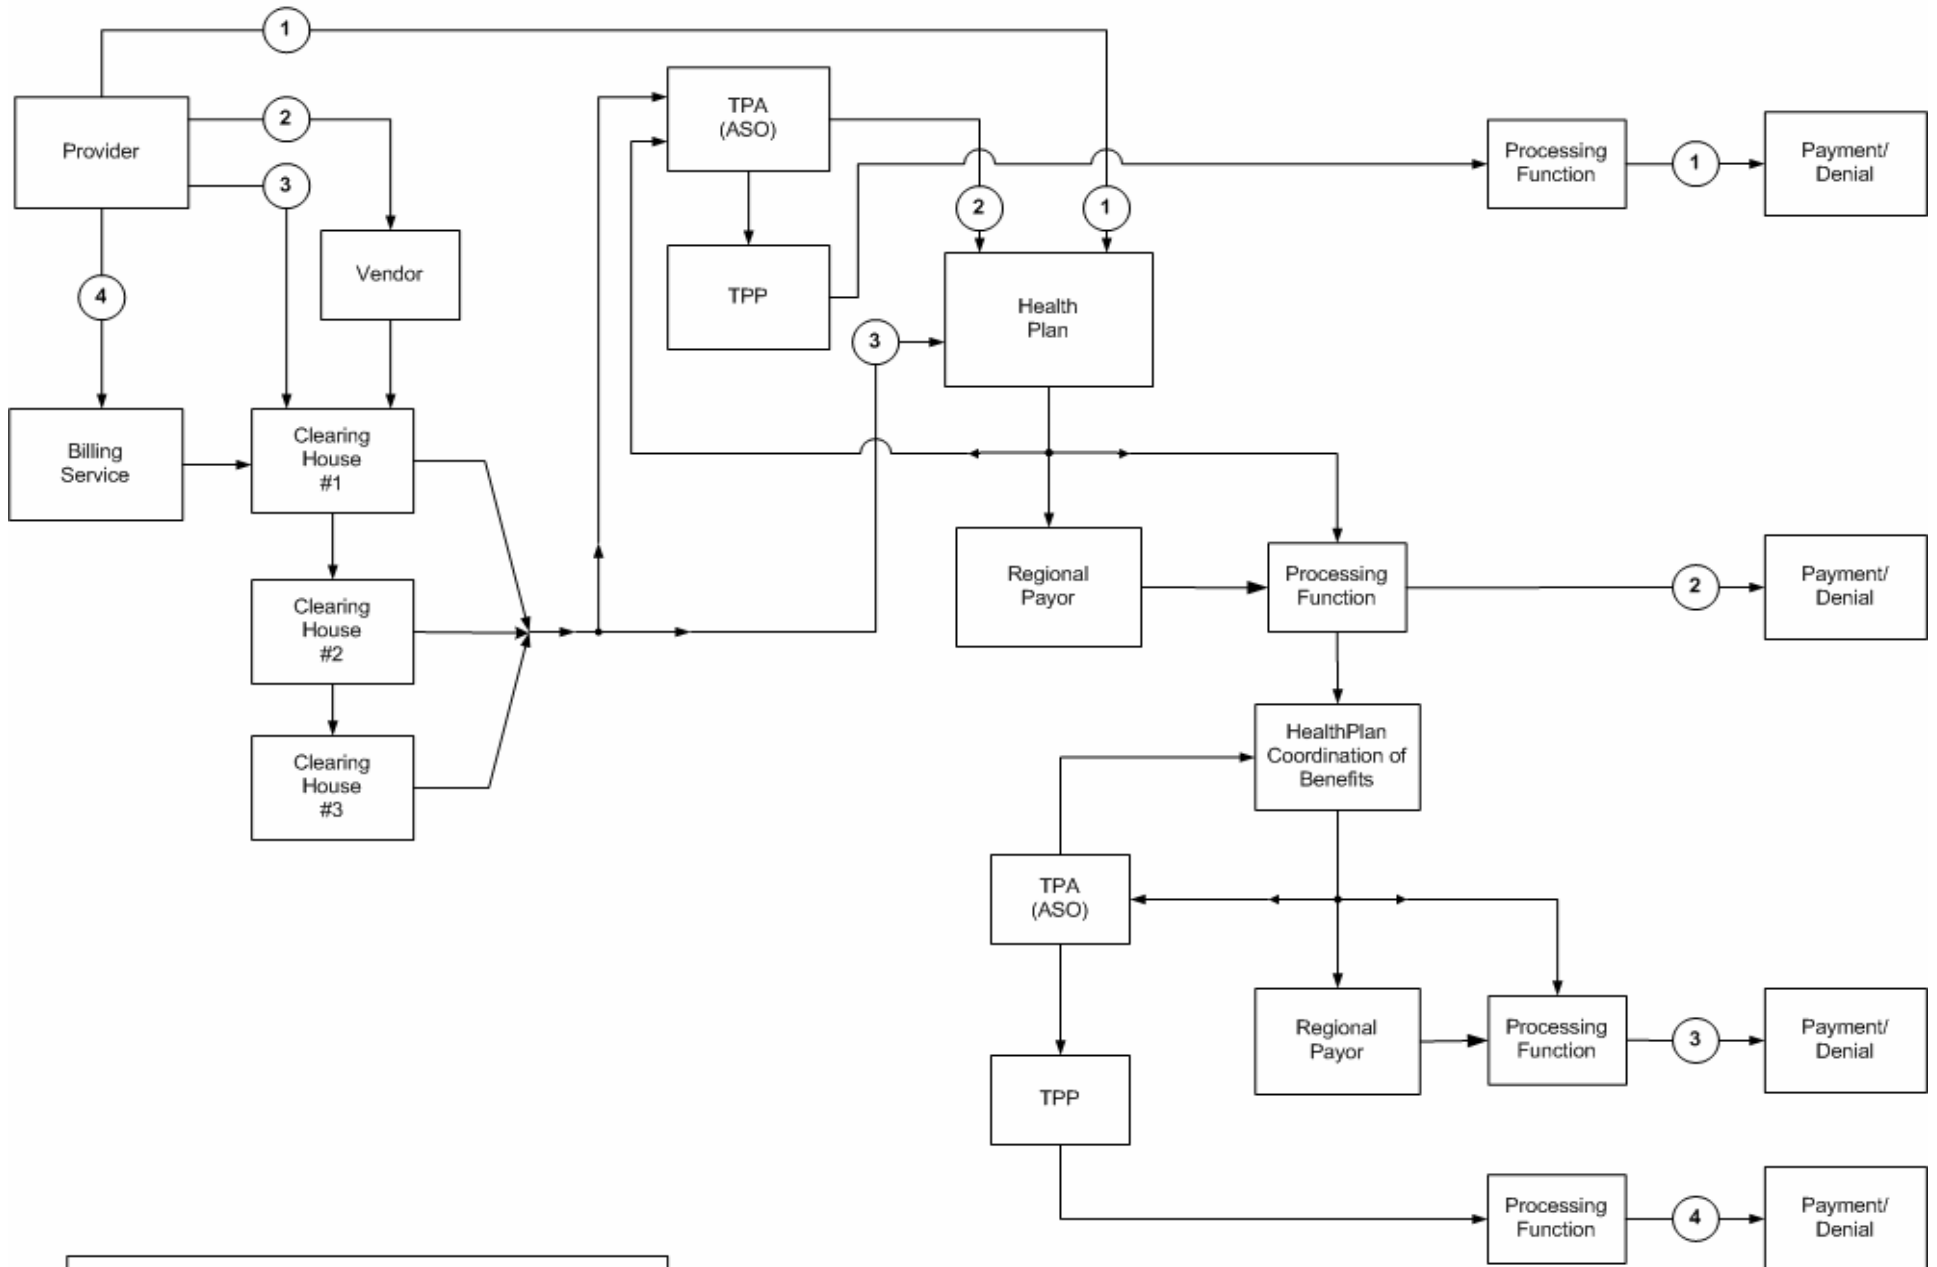 1
2
3
4
Provider
Vendor
Billing
Service
Clearing
House
#1
Clearing
House
#2
Clearing
House
#3
TPA
(ASO)
TPP
2
1
3
Health
Plan
Processing
Function
1
Payment/
Denial
Regional
Payor
Processing
Function
2
Payment/
Denial
HealthPlan
Coordination of
Benefits
TPA
(ASO)
TPP
Regional
Payor
Processing
Function
3
Payment/
Denial
Processing
Function
4
Payment/
Denial